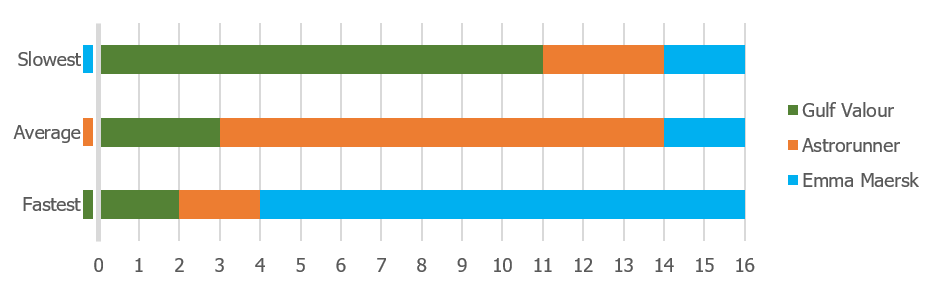 Slowest
Average
Fastest
0 1 2 3 4 5 6 7 8 9 10 11 12 13 14 15 16
Gulf Valour
Astrorunner
Emma Maersk